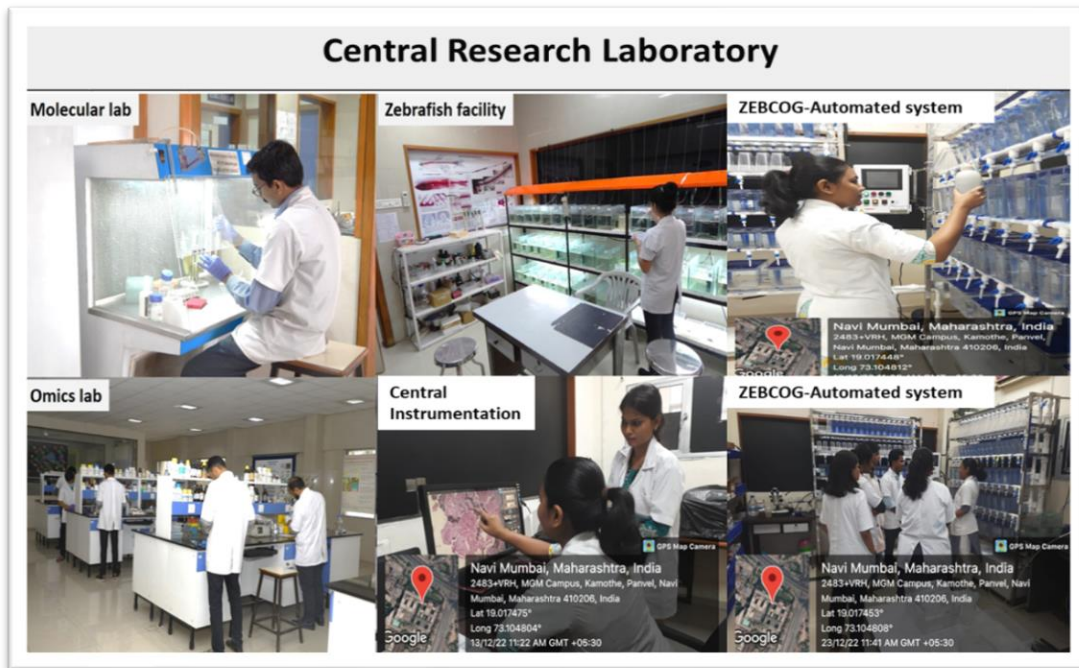 Central Research Laboratory
Molecular lab
Zebrafish facility
ZEBCOG-Automated system
GPS Map Camera
Navi Mumbai, Maharashtra, India
2483+VRH, MGM Campus, Kamothe, Panvel,
Navi Mumbai, Maharashtra 410206, India
Lat 19.017448°
Long 73.104812°
Google
Omics lab
Central
Instrumentation
GPS Map Camera
Navi Mumbai, Maharashtra, India
2483+VRH, MGM Campus, Kamothe, Panvel, Navi
Mumbai, Maharashtra 410206, India
Lat 19.017475°
Long 73.104804°
13/12/22 11:22 AM GMT +05:30
Google
ZEBCOG-Automated system
GPS Map Camera
Navi Mumbai, Maharashtra, India
2483+VRH, MGM Campus, Kamothe, Panvel, Navi
Mumbai, Maharashtra 410206, India
Lat 19.017453°
Long 73.104808°
23/12/22 11:41 AM GMT +05:30
Google